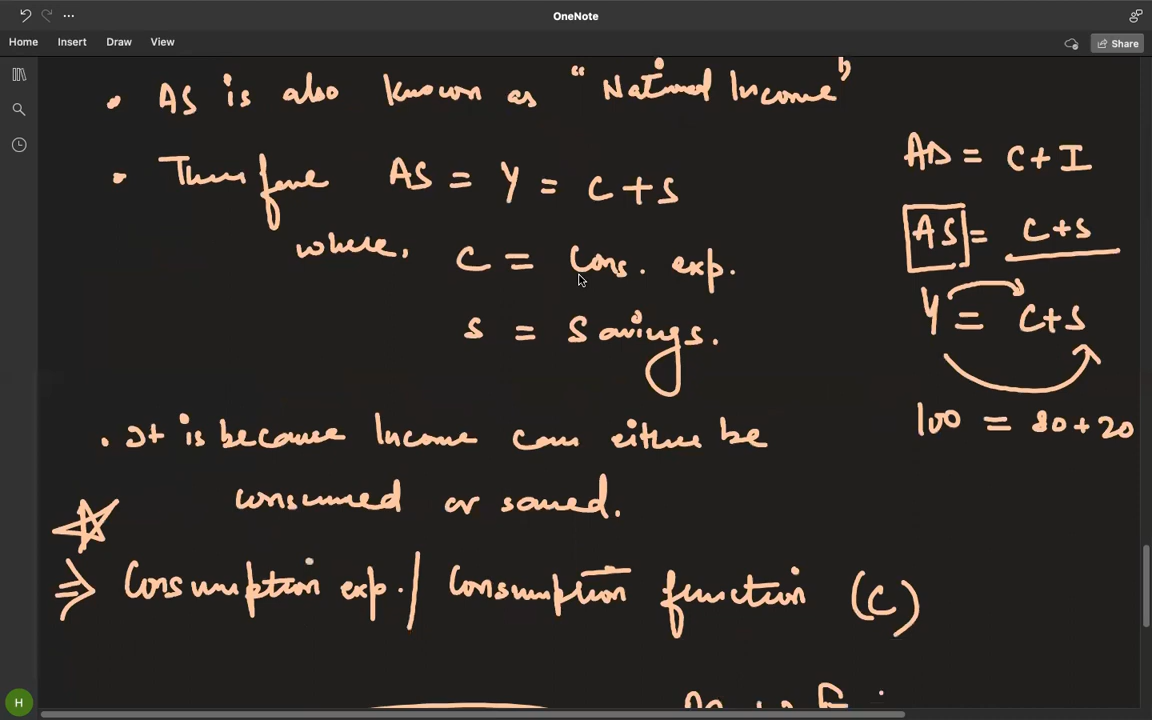 OneNote
Home Insert Draw View Share
• AS is also known as "National Income"
• Therefore AS = Y = C + S
where, C = Cons. exp.
S = Savings.
• It is because Income can either be
consumed or saved.
⇒ Consumption exp. / Consumption function (C)
AD = C + I
AS = C + S
Y = C + S
100 = 80 + 20
H